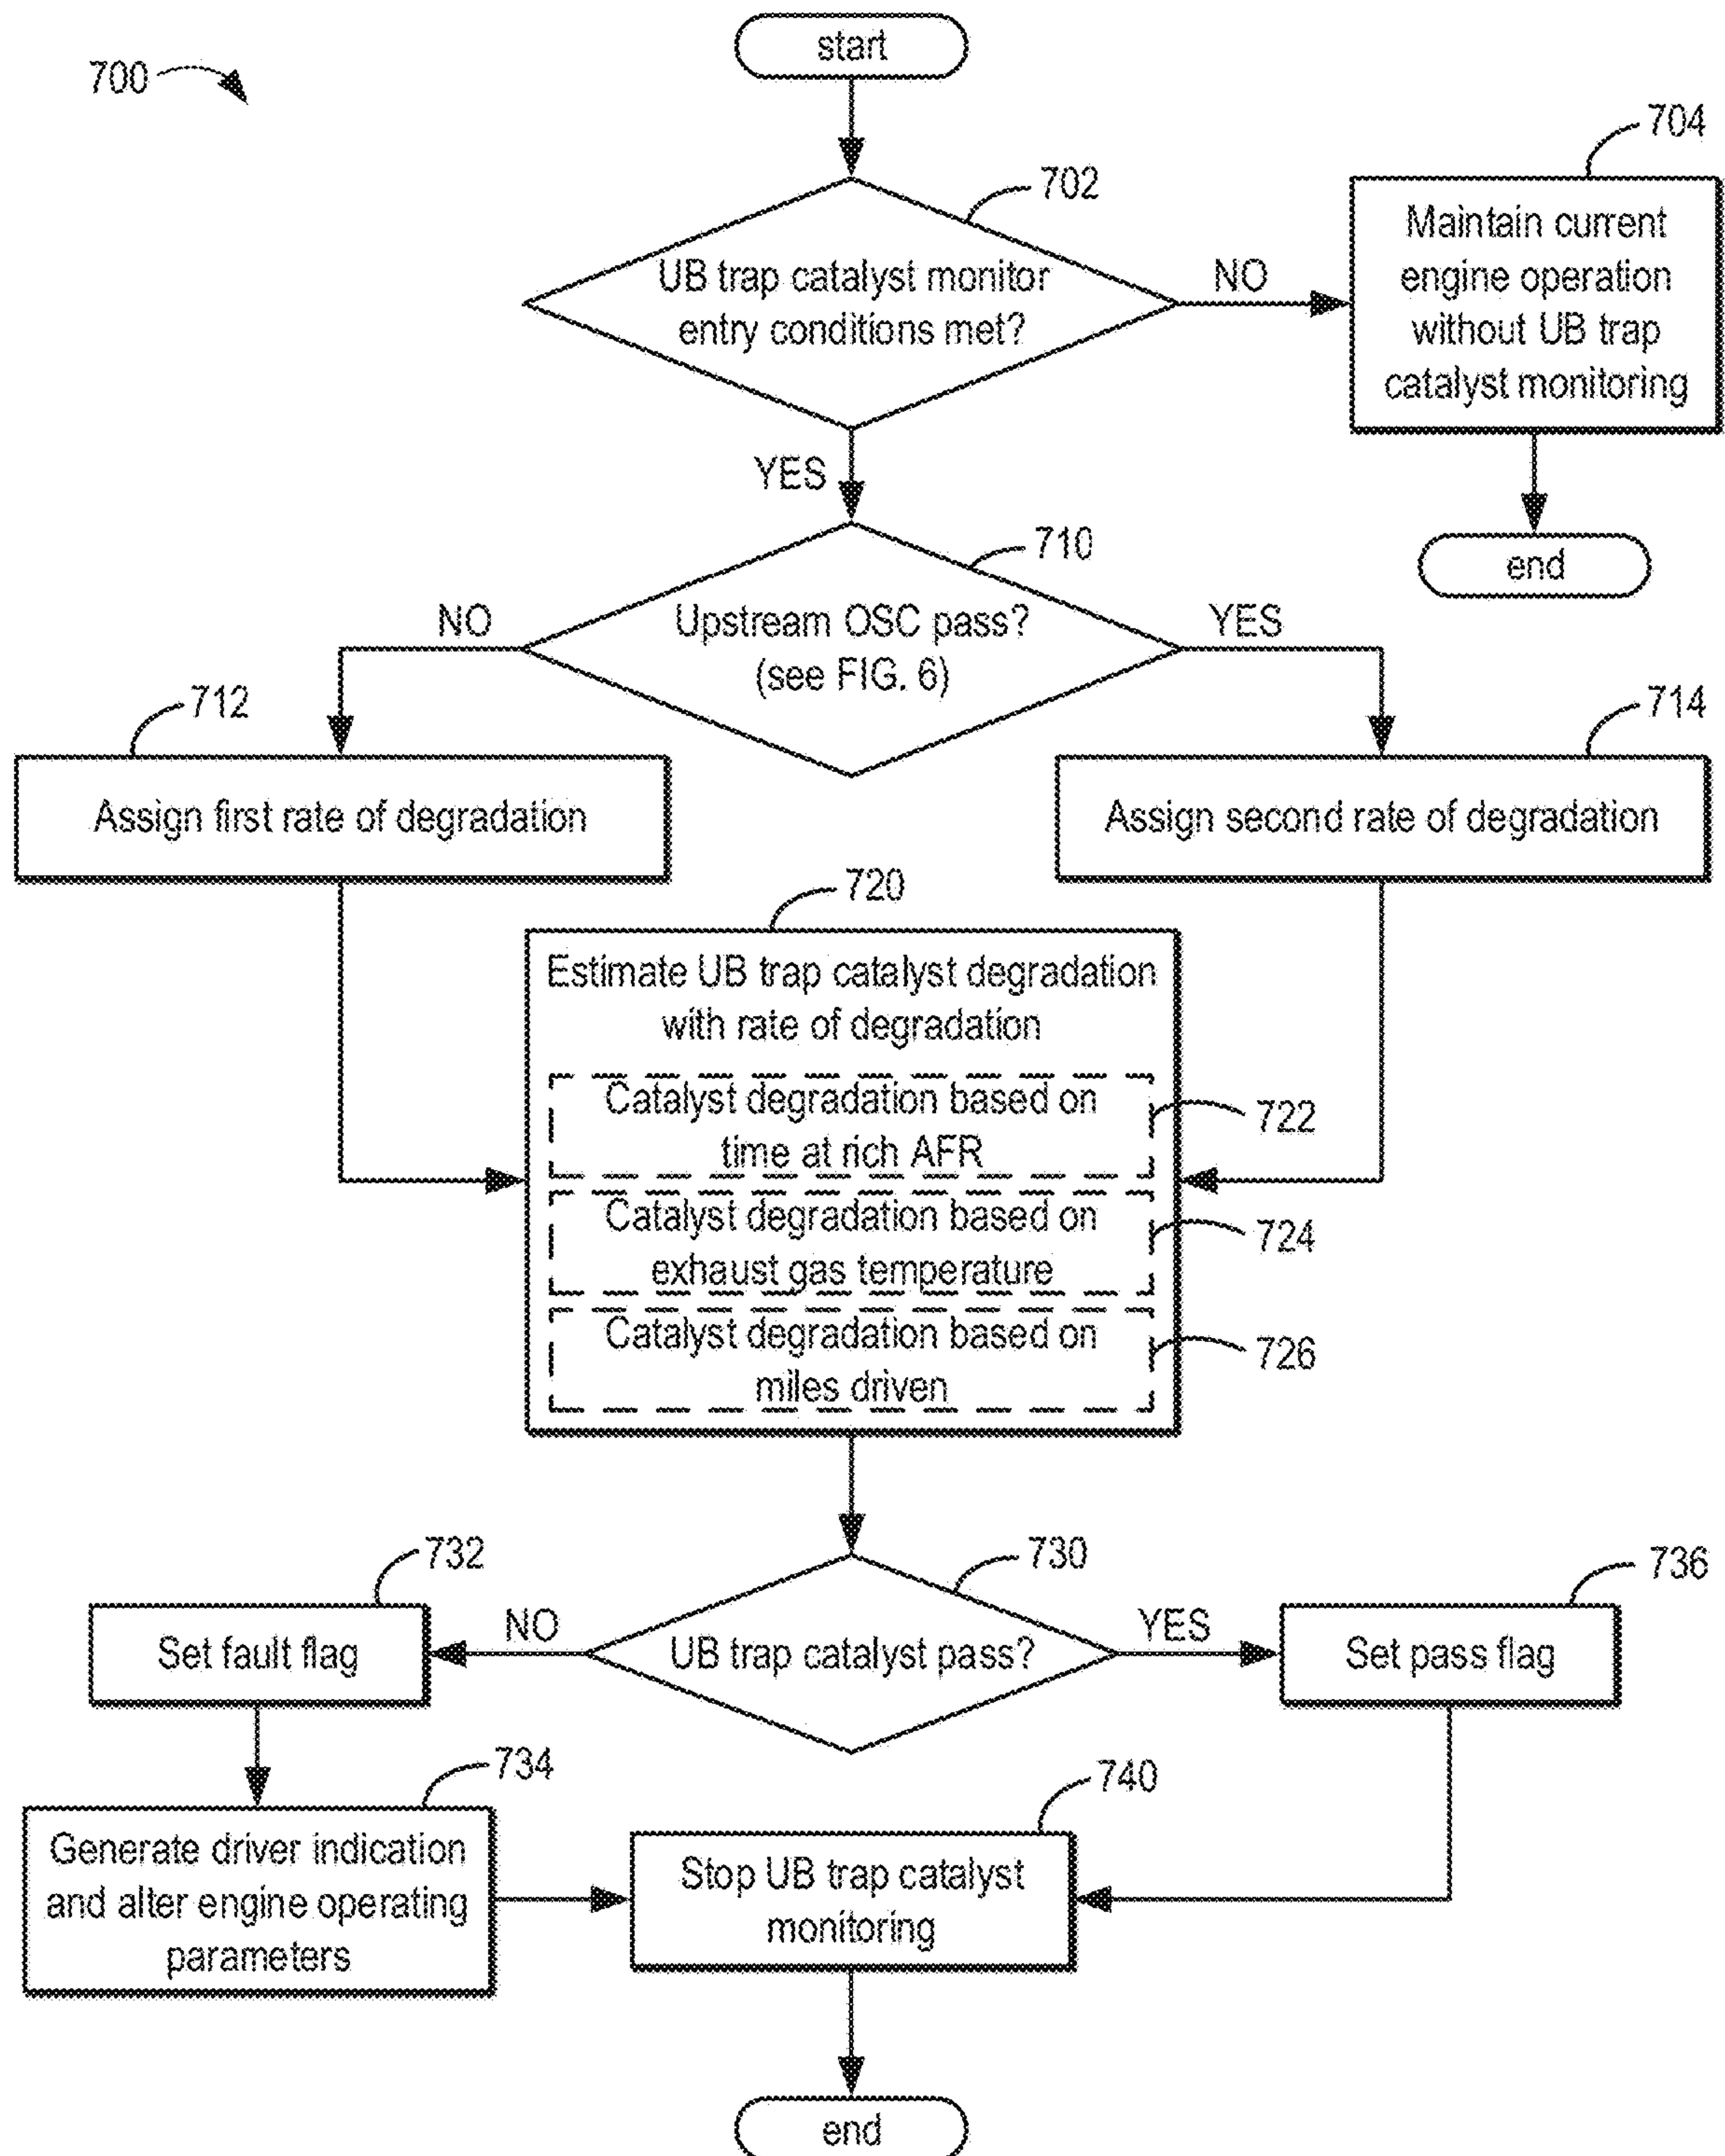 start
700
702
704
UB trap catalyst monitor
entry conditions met?
NO
Maintain current
engine operation
without UB trap
catalyst monitoring
YES
end
710
Upstream OSC pass?
(see FIG. 6)
NO
YES
712
714
Assign first rate of degradation
Assign second rate of degradation
720
Estimate UB trap catalyst degradation
with rate of degradation
Catalyst degradation based on
time at rich AFR
722
Catalyst degradation based on
exhaust gas temperature
724
Catalyst degradation based on
miles driven
726
730
732
736
UB trap catalyst pass?
NO
YES
Set fault flag
Set pass flag
734
740
Generate driver indication
and alter engine operating
parameters
Stop UB trap catalyst
monitoring
end